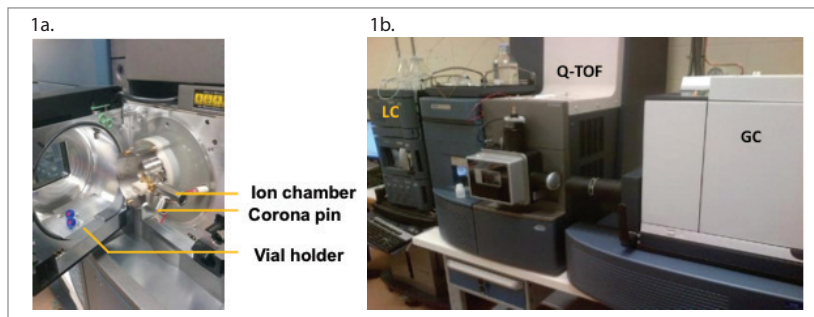 1a.
1b.
Q-TOF
LC
GC
Ion chamber
Corona pin
Vial holder